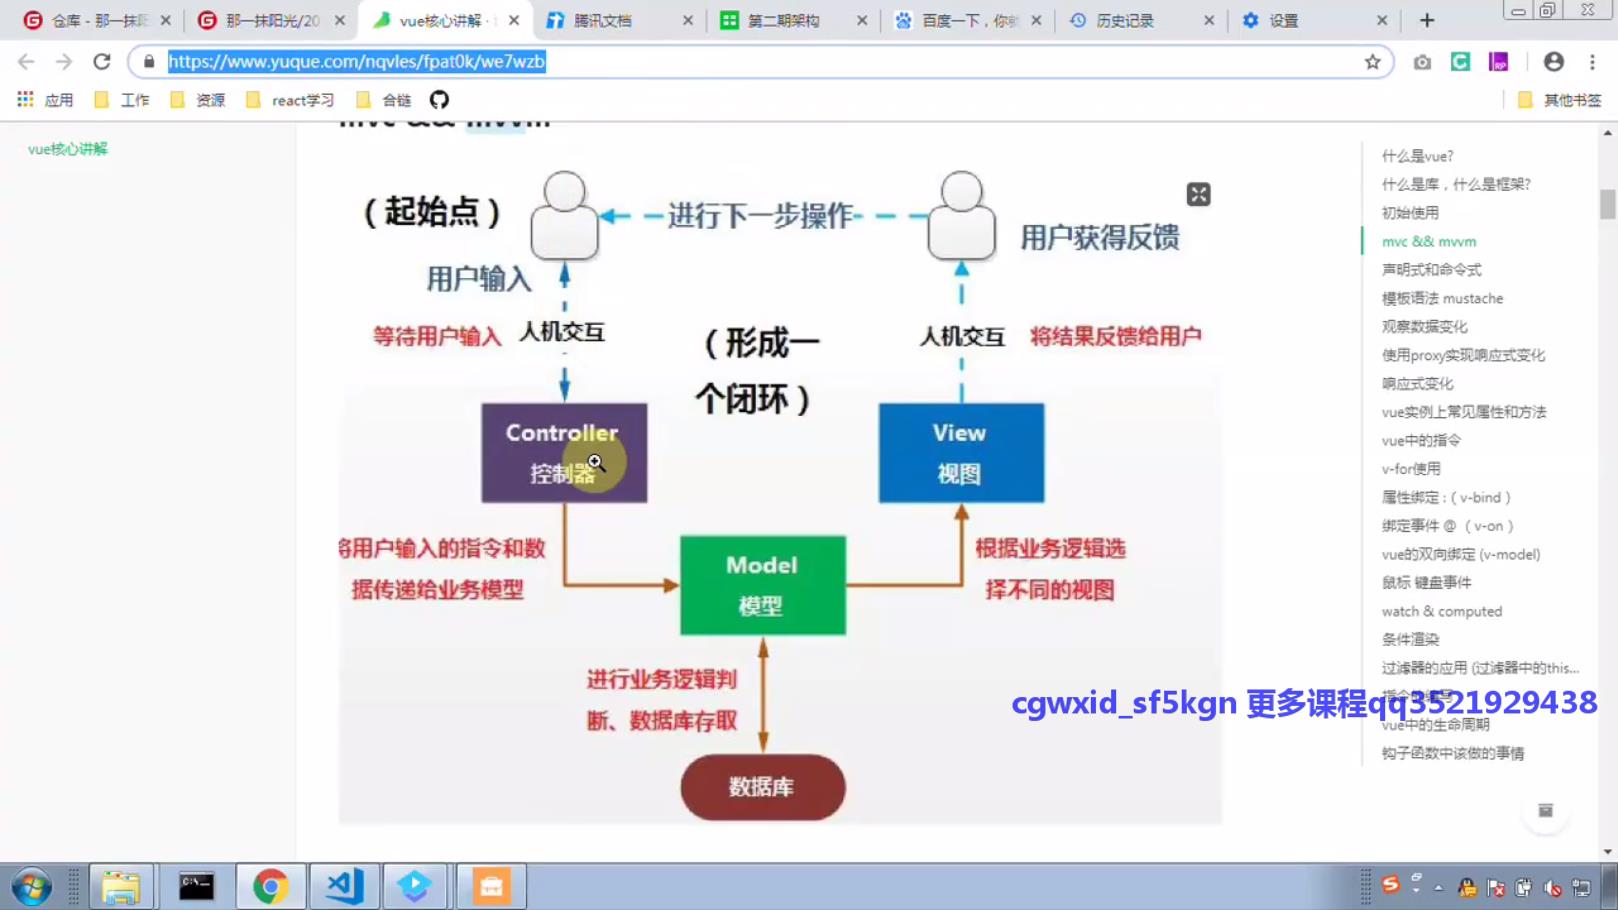 仓库 - 那一抹阳
那一抹阳光/20
vue核心讲解 ·
腾讯文档
第二期架构
百度一下，你就
历史记录
设置
https://www.yuque.com/nqvles/fpat0k/we7wzb
应用
工作
资源
react学习
合链
其他书签
vue核心讲解
mvc && mvvm
（起始点）
进行下一步操作
用户获得反馈
用户输入
等待用户输入
人机交互
（形成一
个闭环）
人机交互
将结果反馈给用户
Controller
控制器
View
视图
将用户输入的指令和数
据传递给业务模型
Model
模型
根据业务逻辑选
择不同的视图
进行业务逻辑判
断、数据库存取
数据库
什么是vue?
什么是库，什么是框架?
初始使用
mvc && mvvm
声明式和命令式
模板语法 mustache
观察数据变化
使用proxy实现响应式变化
响应式变化
vue实例上常见属性和方法
vue中的指令
v-for使用
属性绑定 :（ v-bind ）
绑定事件 @ （ v-on ）
vue的双向绑定 (v-model)
鼠标 键盘事件
watch & computed
条件渲染
过滤器的应用 (过滤器中的this...
cgwxid_sf5kgn 更多课程qq3521929438
vue中的生命周期
钩子函数中该做的事情